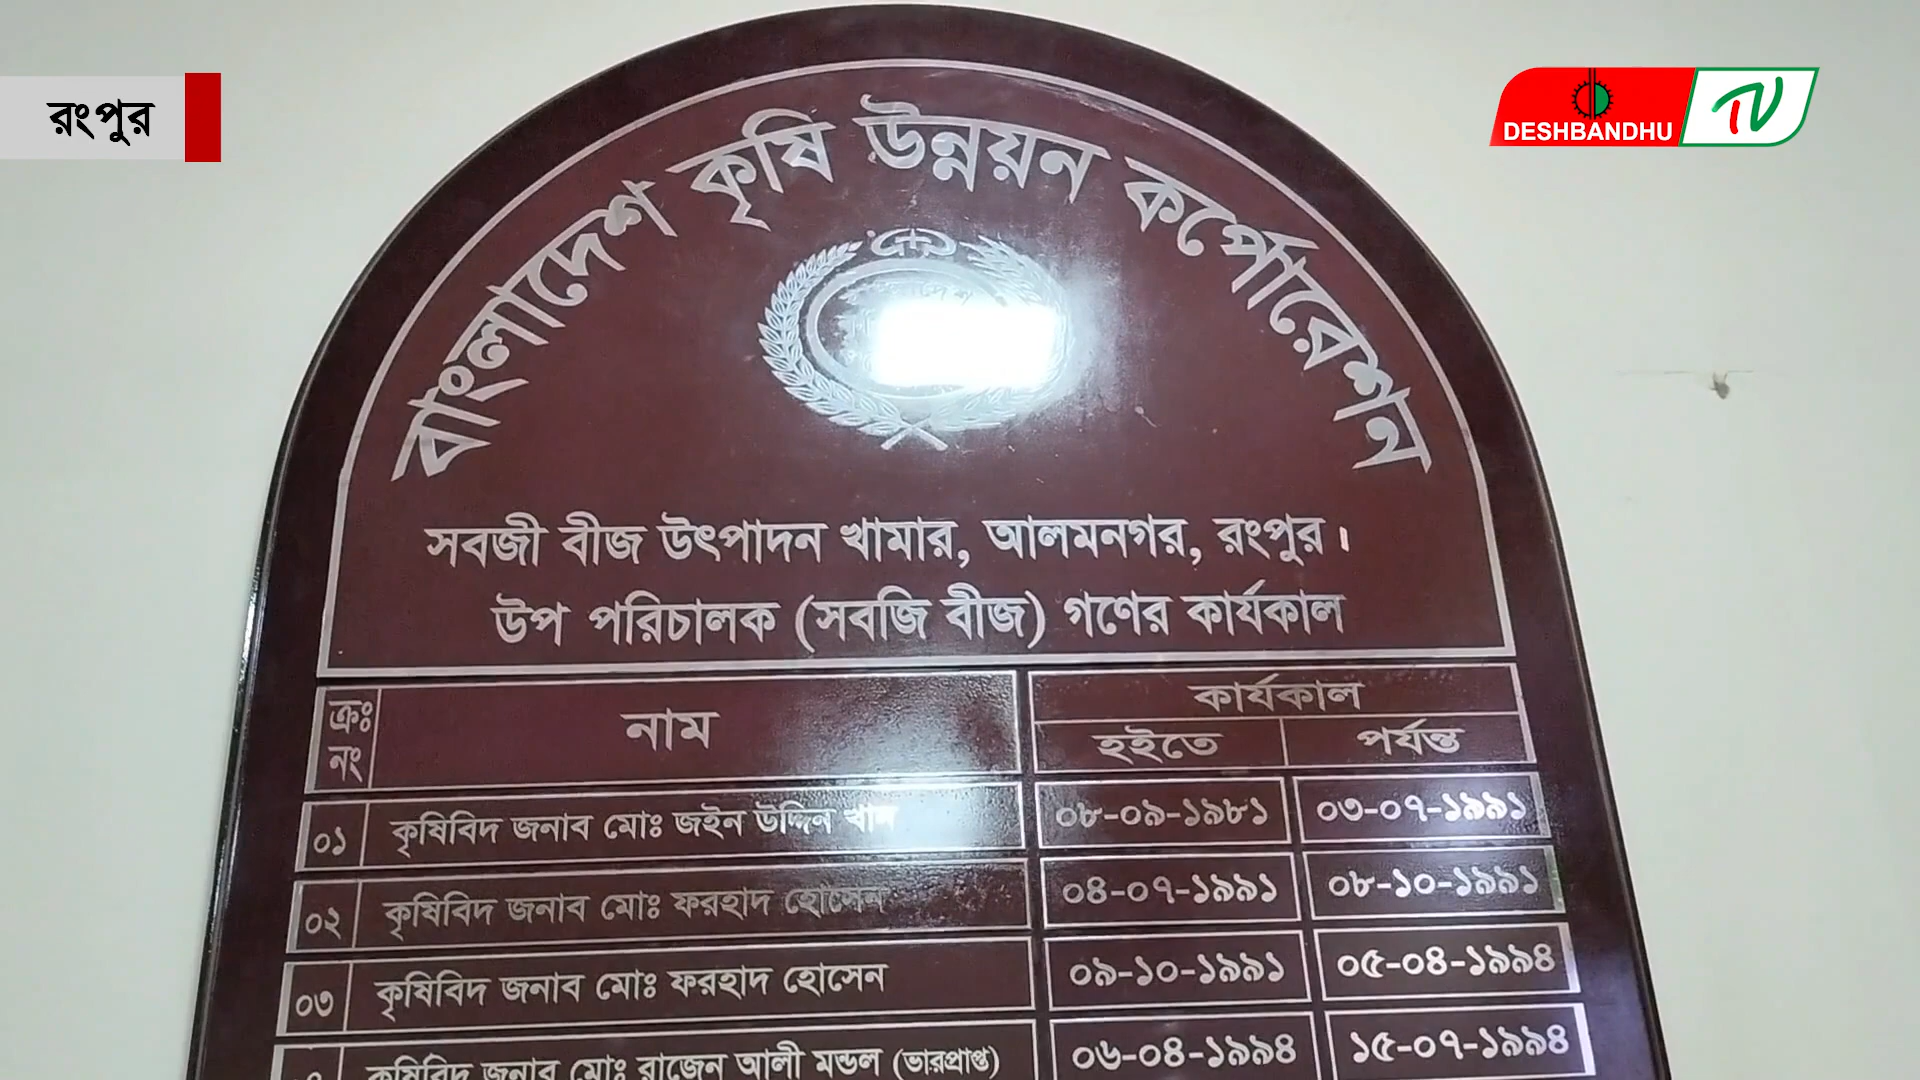 রংপুর
DESHBANDHU TV
বাংলাদেশ কৃষি উন্নয়ন কর্পোরেশন
সবজী বীজ উৎপাদন খামার, আলমনগর, রংপুর।
উপ পরিচালক (সবজি বীজ) গণের কার্যকাল
ক্রঃ নং নাম কার্যকাল
হইতে পর্যন্ত
০১ কৃষিবিদ জনাব মোঃ জইন উদ্দিন খান ০৮-০৯-১৯৮১ ০৩-০৭-১৯৯১
০২ কৃষিবিদ জনাব মোঃ ফরহাদ হোসেন ০৪-০৭-১৯৯১ ০৮-১০-১৯৯১
০৩ কৃষিবিদ জনাব মোঃ ফরহাদ হোসেন ০৯-১০-১৯৯১ ০৫-০৪-১৯৯৪
কৃষিবিদ জনাব মোঃ রাজেন আলী মন্ডল (ভারপ্রাপ্ত) ০৬-০৪-১৯৯৪ ১৫-০৭-১৯৯৪